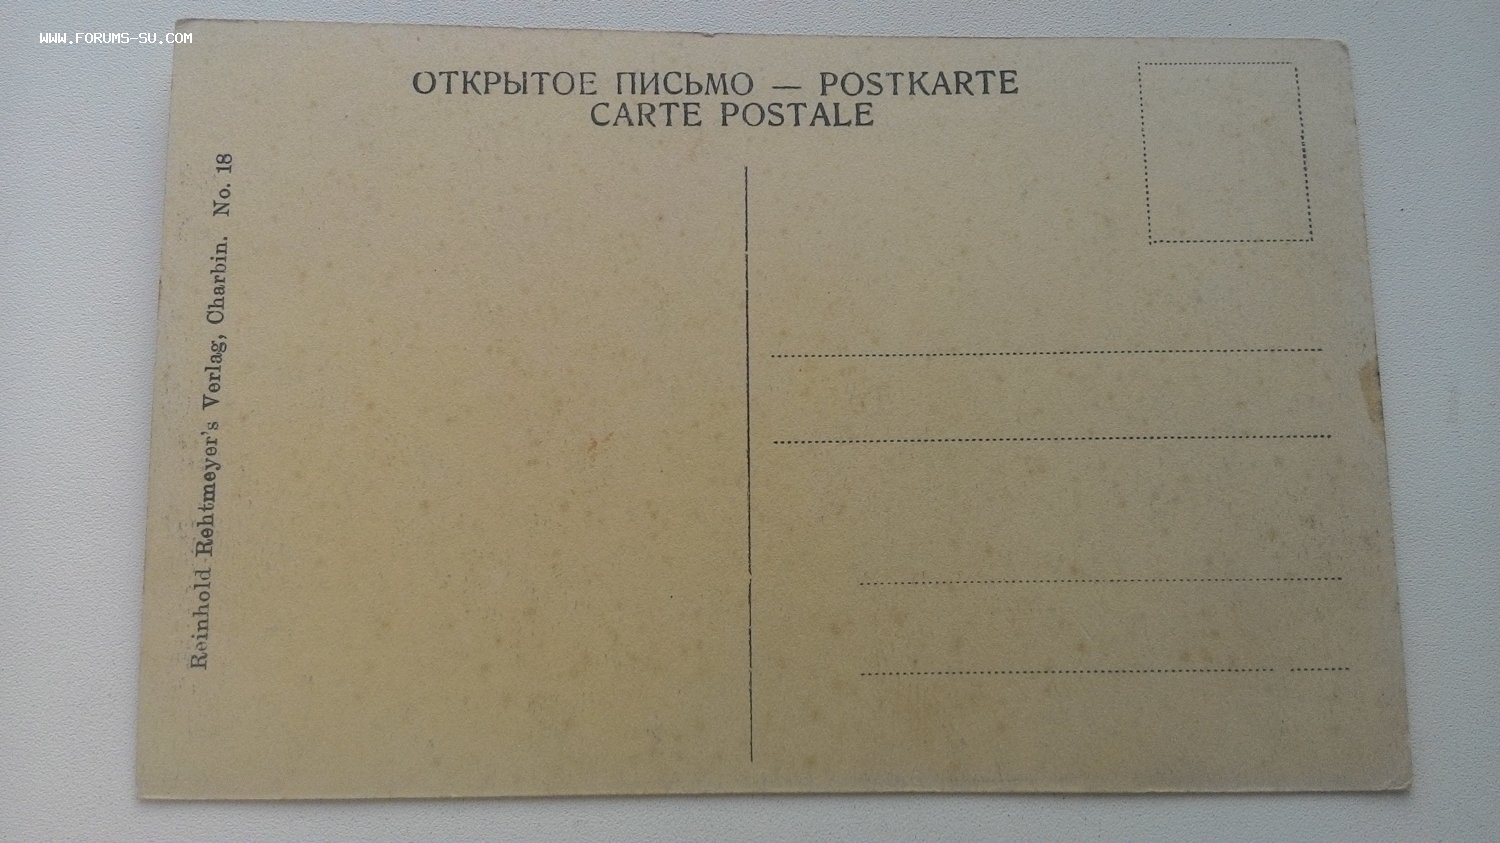 WWW.FORUMS-SU.COM
ОТКРЫТОЕ ПИСЬМО — POSTKARTE
CARTE POSTALE
Reinhold Rehtmeyer's Verlag, Charbin. No. 18